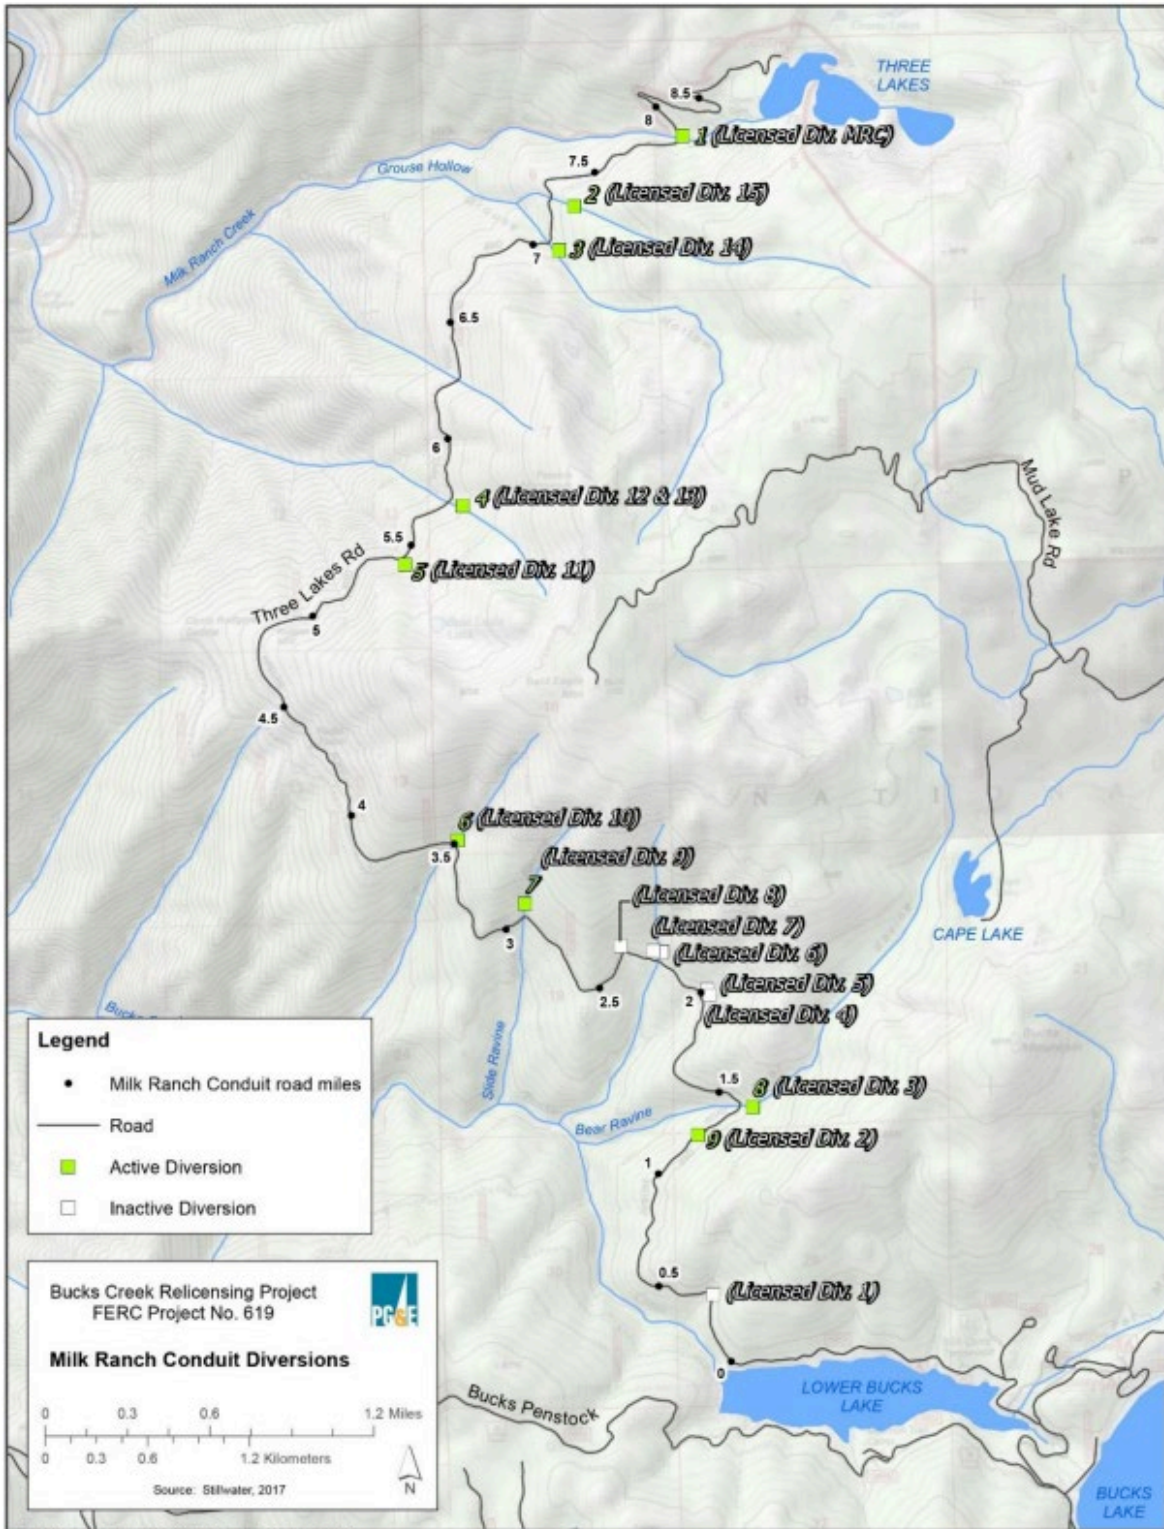 THREE
LAKES
8.5
8
1 (Licensed Div. MRC)
7.5
Grouse Hollow
2 (Licensed Div. 15)
Milk Ranch Creek
7
3 (Licensed Div. 14)
6.5
6
Mud Lake Rd
4 (Licensed Div. 12 & 13)
5.5
Three Lakes Rd
5 (Licensed Div. 11)
5
4.5
4
N A T I O N A
6 (Licensed Div. 10)
3.5
(Licensed Div. 9)
7
(Licensed Div. 8)
3
(Licensed Div. 7)
(Licensed Div. 6)
CAPE LAKE
2.5
2
(Licensed Div. 5)
(Licensed Div. 4)
Slide Ravine
1.5
8 (Licensed Div. 3)
Bear Ravine
9 (Licensed Div. 2)
1
0.5
(Licensed Div. 1)
0
LOWER BUCKS
LAKE
Bucks Penstock
BUCKS
LAKE
Legend
Milk Ranch Conduit road miles
Road
Active Diversion
Inactive Diversion
Bucks Creek Relicensing Project
FERC Project No. 619
PG&E
Milk Ranch Conduit Diversions
0 0.3 0.6 1.2 Miles
0 0.3 0.6 1.2 Kilometers
N
Source: Stillwater, 2017